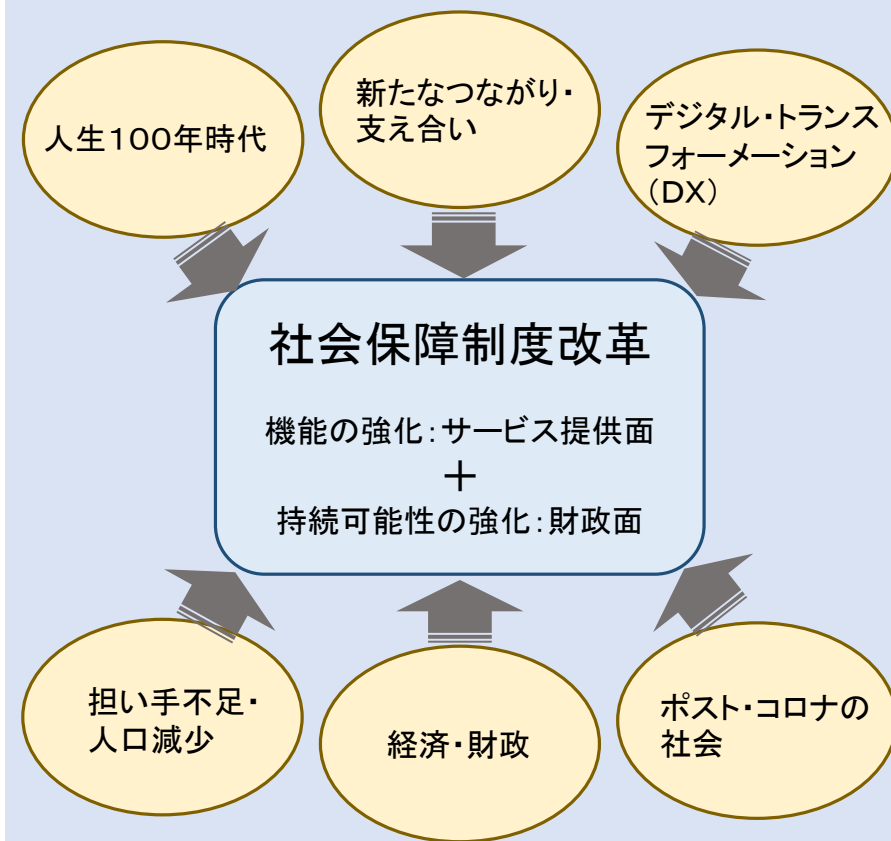 人生100年時代
新たなつながり・
支え合い
デジタル・トランス
フォーメーション
（DX）
社会保障制度改革
機能の強化：サービス提供面
＋
持続可能性の強化：財政面
担い手不足・
人口減少
経済・財政
ポスト・コロナの
社会